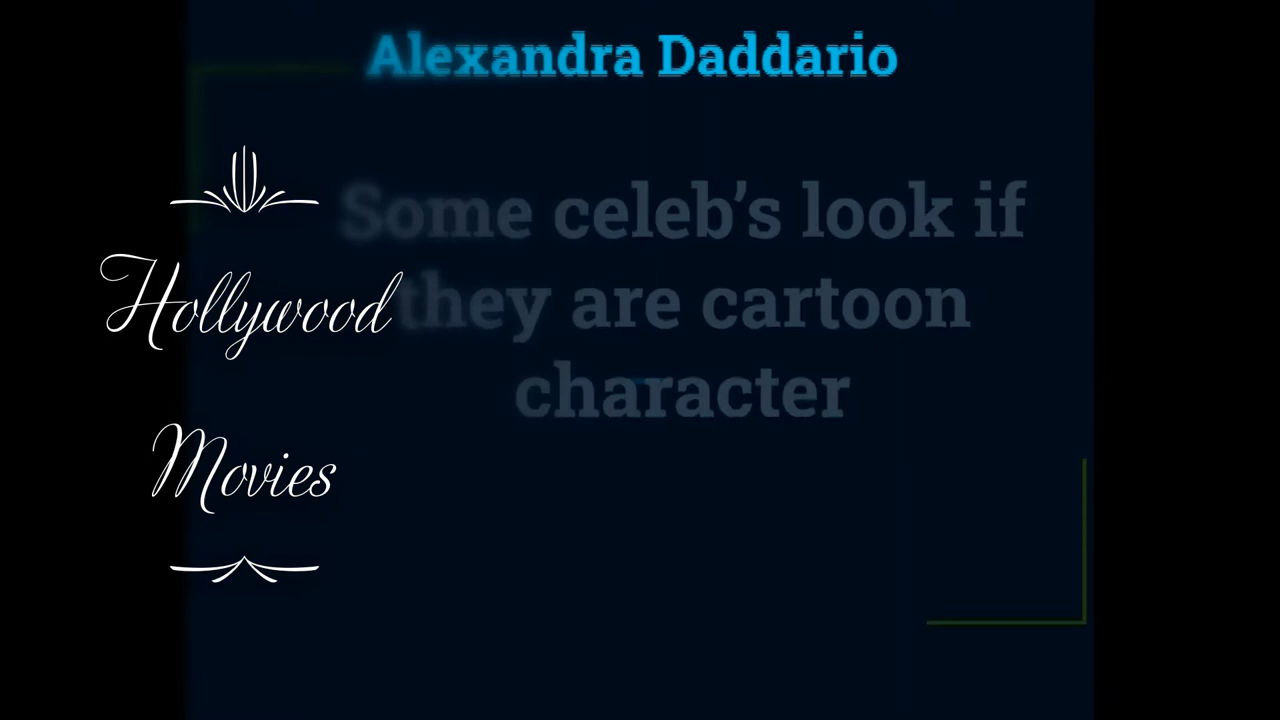 Alexandra Daddario
Some celeb’s look if
they are cartoon
character
Hollywood
Movies